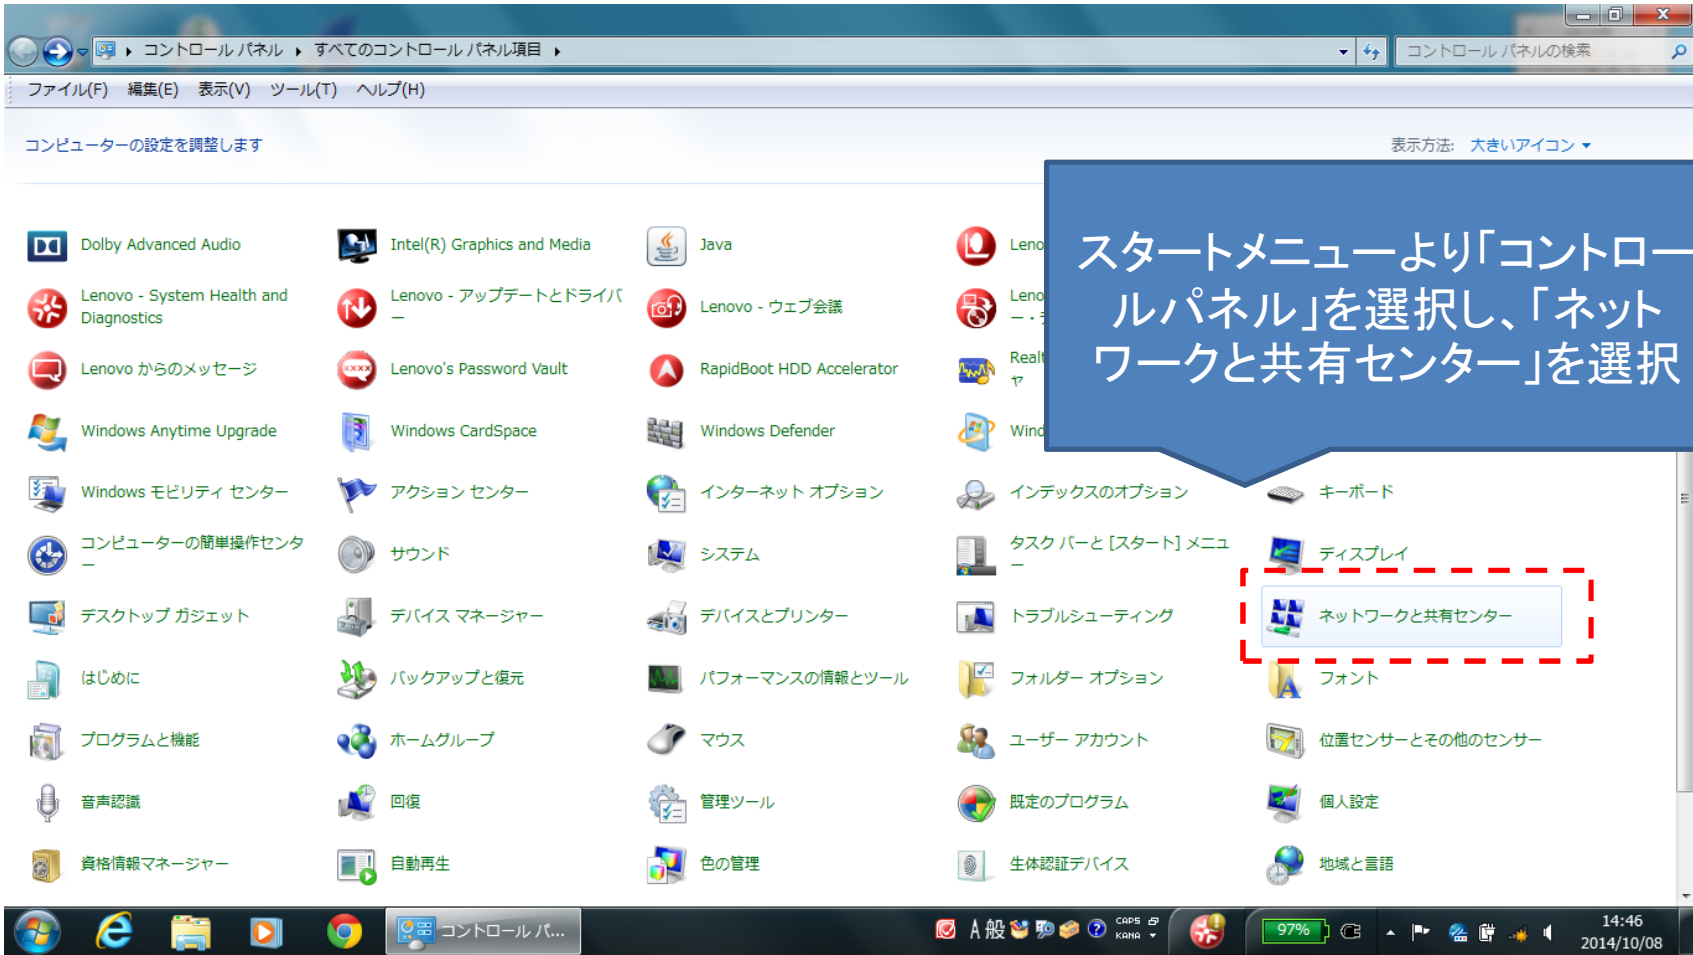 コントロール パネル ▸ すべてのコントロール パネル項目 ▸
コントロール パネルの検索
ファイル(F) 編集(E) 表示(V) ツール(T) ヘルプ(H)
コンピューターの設定を調整します
表示方法: 大きいアイコン
スタートメニューより「コントロー
ルパネル」を選択し、「ネット
ワークと共有センター」を選択
Dolby Advanced Audio
Intel(R) Graphics and Media
Java
Leno
Lenovo - System Health and
Diagnostics
Lenovo - アップデートとドライバ
ー
Lenovo - ウェブ会議
Leno
ー・
Lenovo からのメッセージ
Lenovo's Password Vault
RapidBoot HDD Accelerator
Realt
ャ
Windows Anytime Upgrade
Windows CardSpace
Windows Defender
Wind
Windows モビリティ センター
アクション センター
インターネット オプション
インデックスのオプション
キーボード
コンピューターの簡単操作センタ
ー
サウンド
システム
タスク バーと [スタート] メニュ
ー
ディスプレイ
デスクトップ ガジェット
デバイス マネージャー
デバイスとプリンター
トラブルシューティング
ネットワークと共有センター
はじめに
バックアップと復元
パフォーマンスの情報とツール
フォルダー オプション
フォント
プログラムと機能
ホームグループ
マウス
ユーザー アカウント
位置センサーとその他のセンサー
音声認識
回復
管理ツール
既定のプログラム
個人設定
資格情報マネージャー
自動再生
色の管理
生体認証デバイス
地域と言語
コントロール パ...
A 般
CAPS
KANA
97%
14:46
2014/10/08